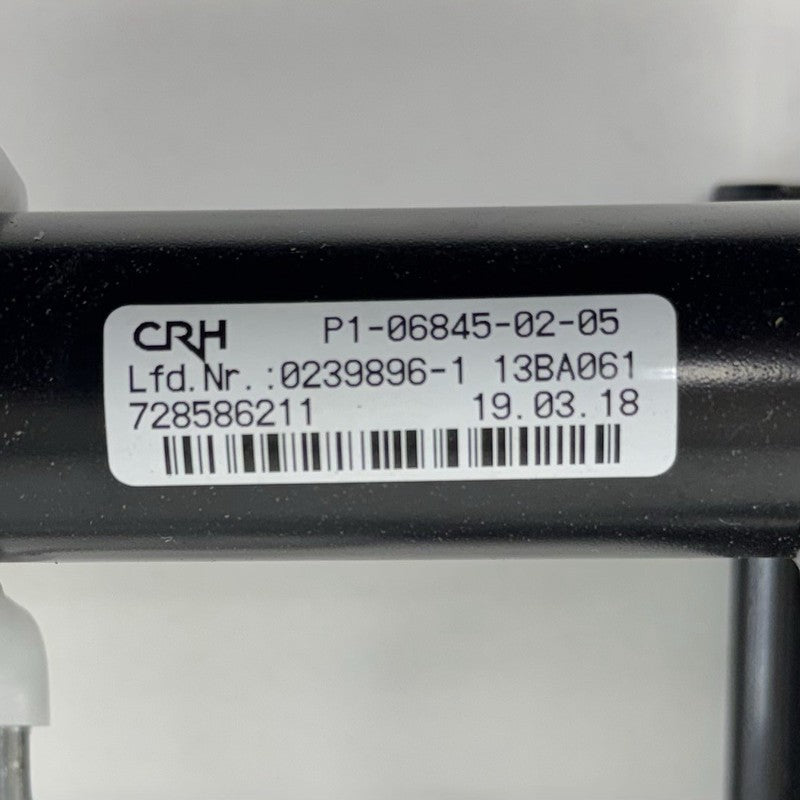 CRH P1-06845-02-05
Lfd.Nr.:0239896-1 13BA061
728586211 19.03.18